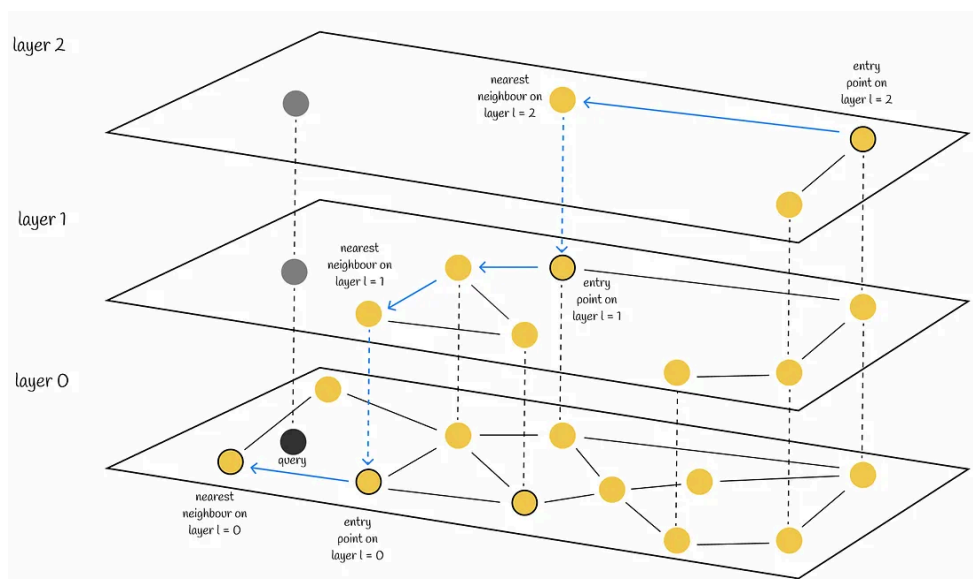 layer 2
nearest
neighbour on
layer l = 2
entry
point on
layer l = 2
layer 1
nearest
neighbour on
layer l = 1
entry
point on
layer l = 1
layer 0
query
nearest
neighbour on
layer l = 0
entry
point on
layer l = 0